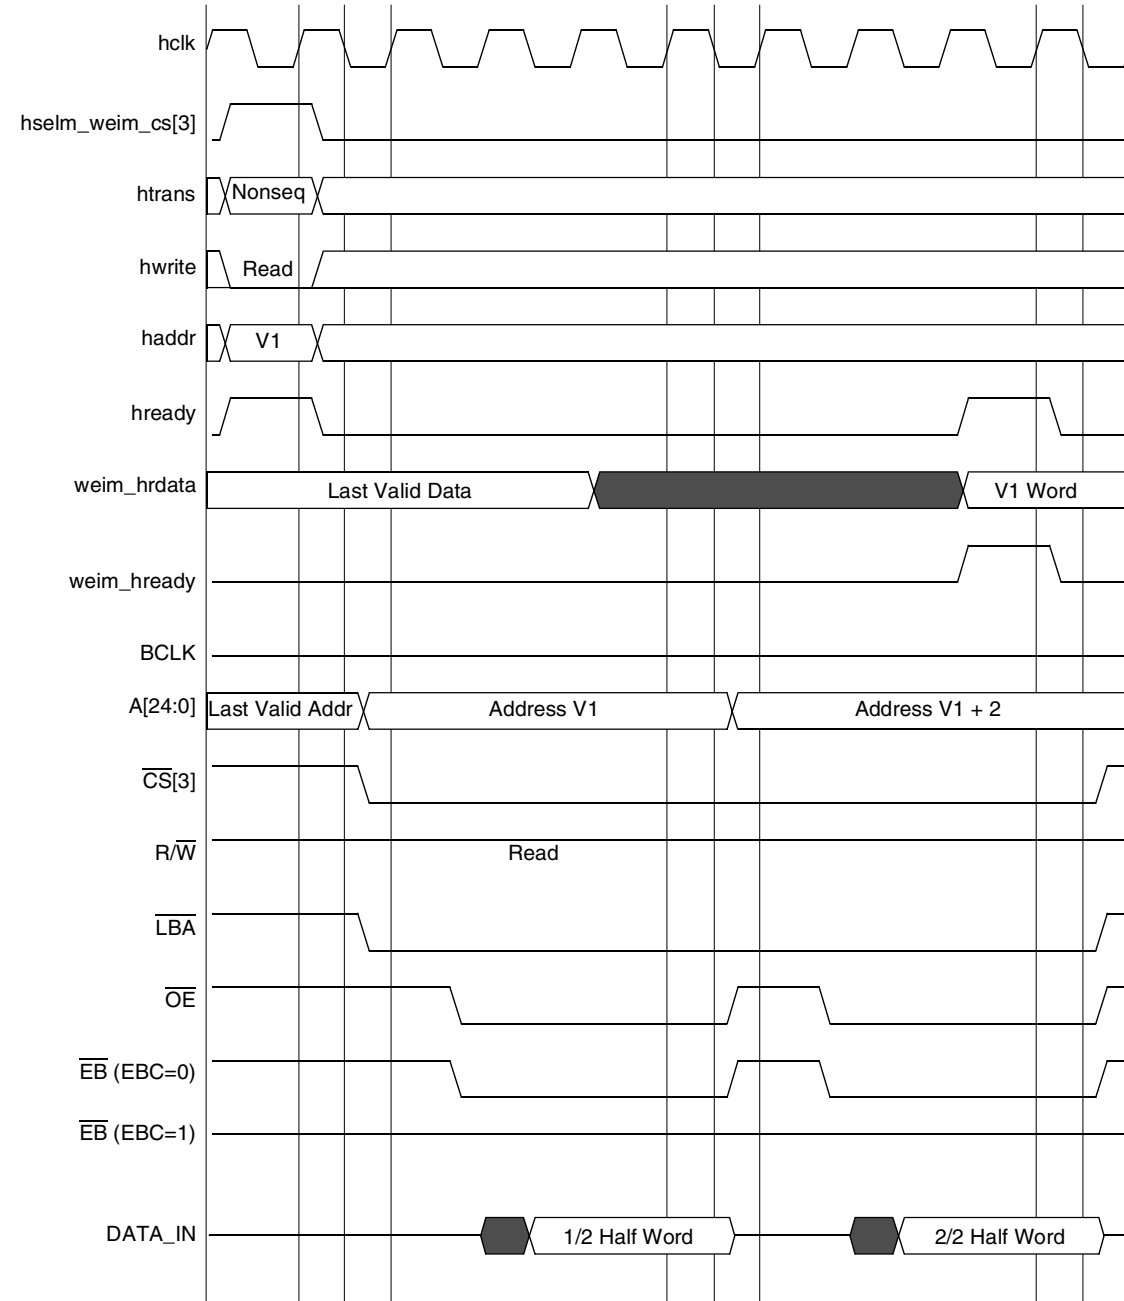 hclk
hselm_weim_cs[3]
htrans Nonseq
hwrite Read
haddr V1
hready
weim_hrdata Last Valid Data V1 Word
weim_hready
BCLK
A[24:0] Last Valid Addr Address V1 Address V1 + 2
CS[3]
R/W Read
LBA
OE
EB (EBC=0)
EB (EBC=1)
DATA_IN 1/2 Half Word 2/2 Half Word